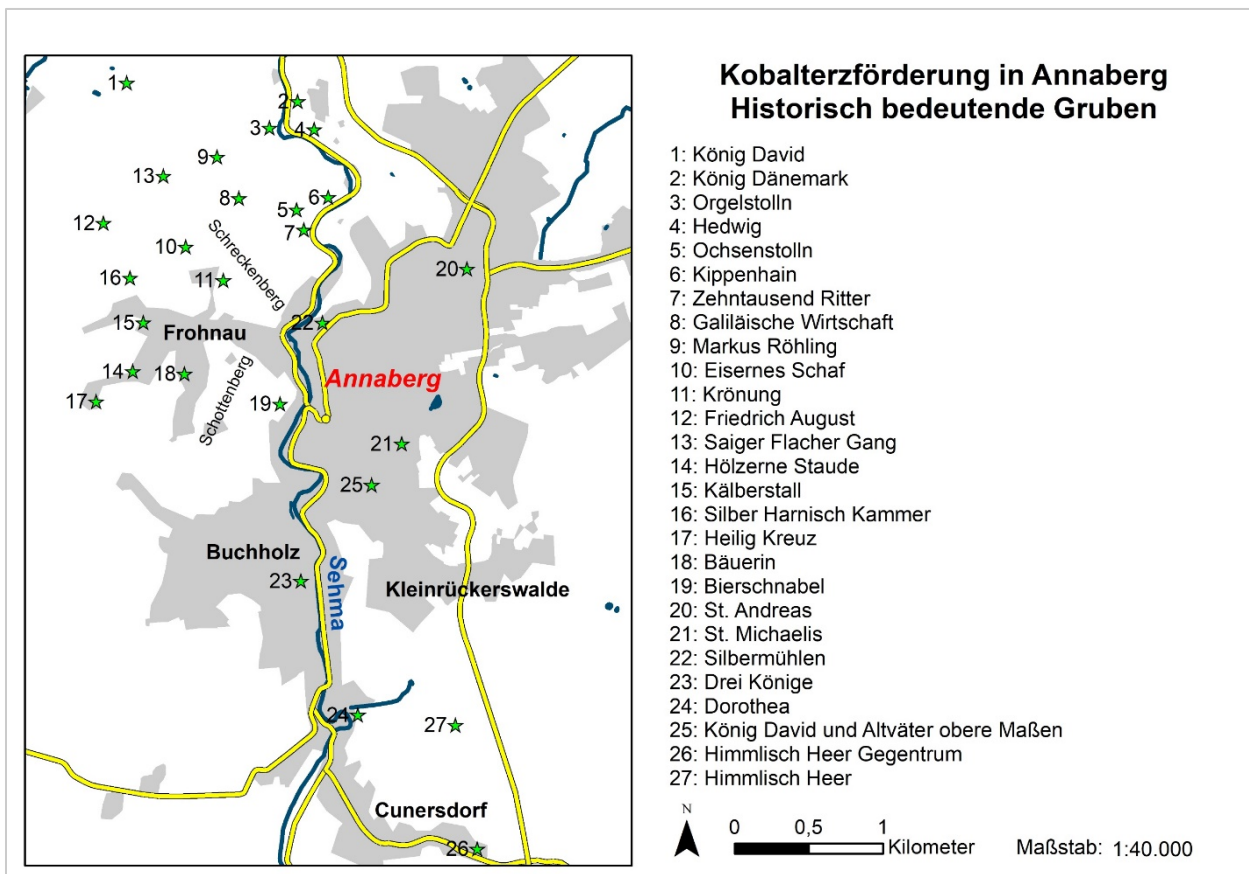 Kobalterzförderung in Annaberg
Historisch bedeutende Gruben
1: König David
2: König Dänemark
3: Orgelstolln
4: Hedwig
5: Ochsenstolln
6: Kippenhain
7: Zehntausend Ritter
8: Galiläische Wirtschaft
9: Markus Röhling
10: Eisernes Schaf
11: Krönung
12: Friedrich August
13: Saiger Flacher Gang
14: Hölzerne Staude
15: Kälberstall
16: Silber Harnisch Kammer
17: Heilig Kreuz
18: Bäuerin
19: Bierschnabel
20: St. Andreas
21: St. Michaelis
22: Silbermühlen
23: Drei Könige
24: Dorothea
25: König David und Altväter obere Maßen
26: Himmlisch Heer Gegentrum
27: Himmlisch Heer
N
0 0,5 1
Kilometer
Maßstab: 1:40.000
1
2
3
4
9
13
8
6
5
12
7
10
Schreckenberg
20
16
11
15
22
Frohnau
14
18
Annaberg
Schottenberg
17
19
21
25
Buchholz
Sehma
23
Kleinrückerswalde
24
27
Cunersdorf
26